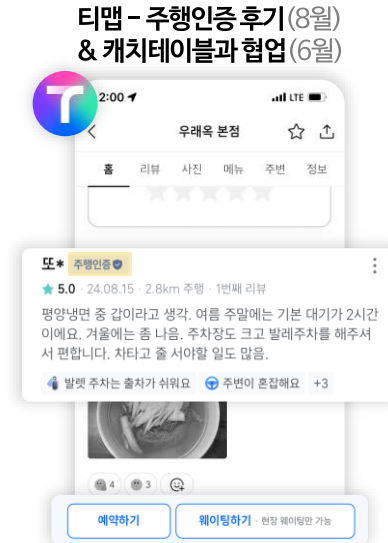 티맵 - 주행인증 후기(8월)
& 캐치테이블과 협업(6월)
T
2:00
LTE
우래옥 본점
홈 리뷰 사진 메뉴 주변 정보
또* 주행인증
5.0 · 24.08.15 · 2.8km 주행 · 1번째 리뷰
평양냉면 중 갑이라고 생각. 여름 주말에는 기본 대기가 2시간
이에요. 겨울에는 좀 나음. 주차장도 크고 발레주차를 해주셔
서 편합니다. 차타고 줄 서야할 일도 많음.
발렛 주차는 출차가 쉬워요 주변이 혼잡해요 +3
4 3
예약하기 웨이팅하기 · 현장 웨이팅만 가능